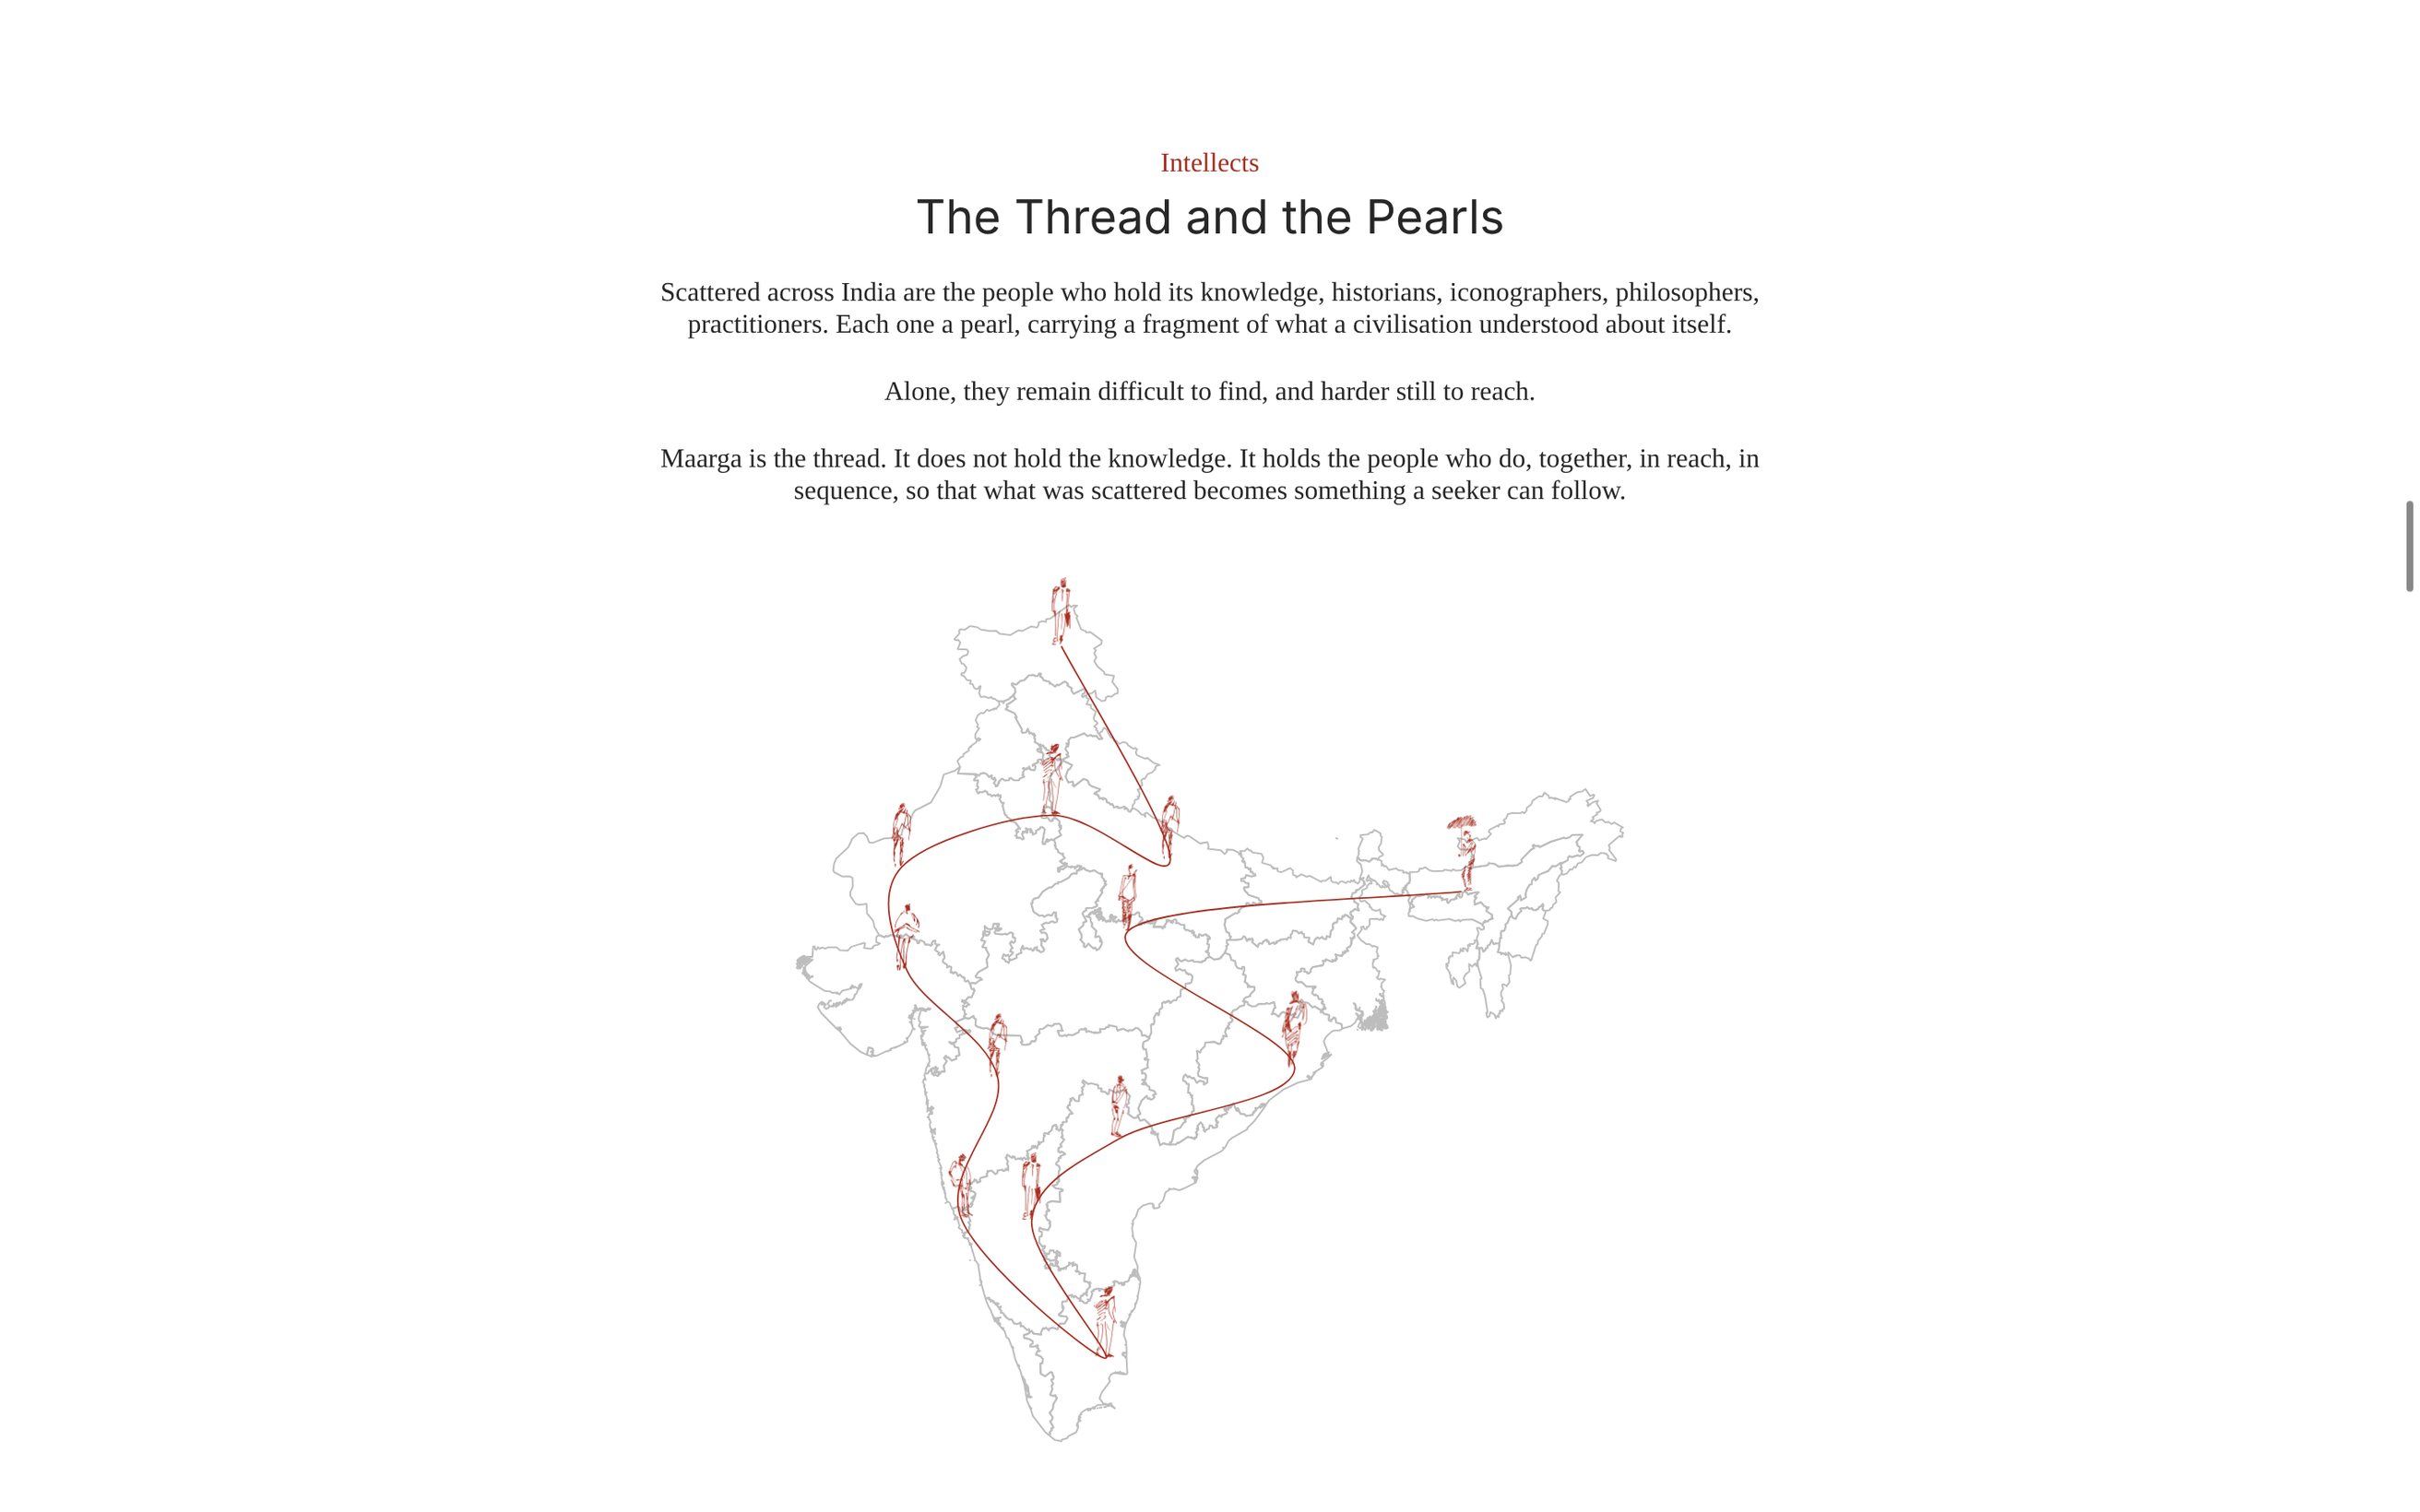 Intellects
The Thread and the Pearls
Scattered across India are the people who hold its knowledge, historians, iconographers, philosophers,
practitioners. Each one a pearl, carrying a fragment of what a civilisation understood about itself.
Alone, they remain difficult to find, and harder still to reach.
Maarga is the thread. It does not hold the knowledge. It holds the people who do, together, in reach, in
sequence, so that what was scattered becomes something a seeker can follow.